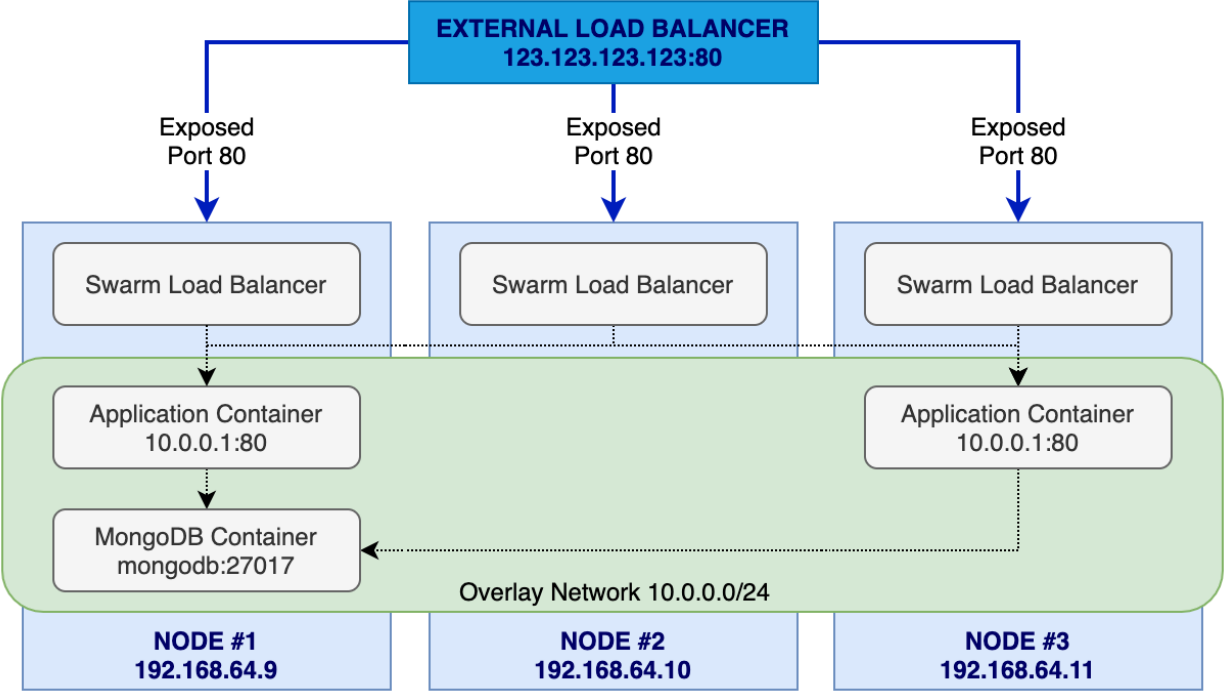 EXTERNAL LOAD BALANCER
123.123.123.123:80
Exposed
Port 80
Exposed
Port 80
Exposed
Port 80
Swarm Load Balancer
Swarm Load Balancer
Swarm Load Balancer
Application Container
10.0.0.1:80
Application Container
10.0.0.1:80
MongoDB Container
mongodb:27017
Overlay Network 10.0.0.0/24
NODE #1
192.168.64.9
NODE #2
192.168.64.10
NODE #3
192.168.64.11